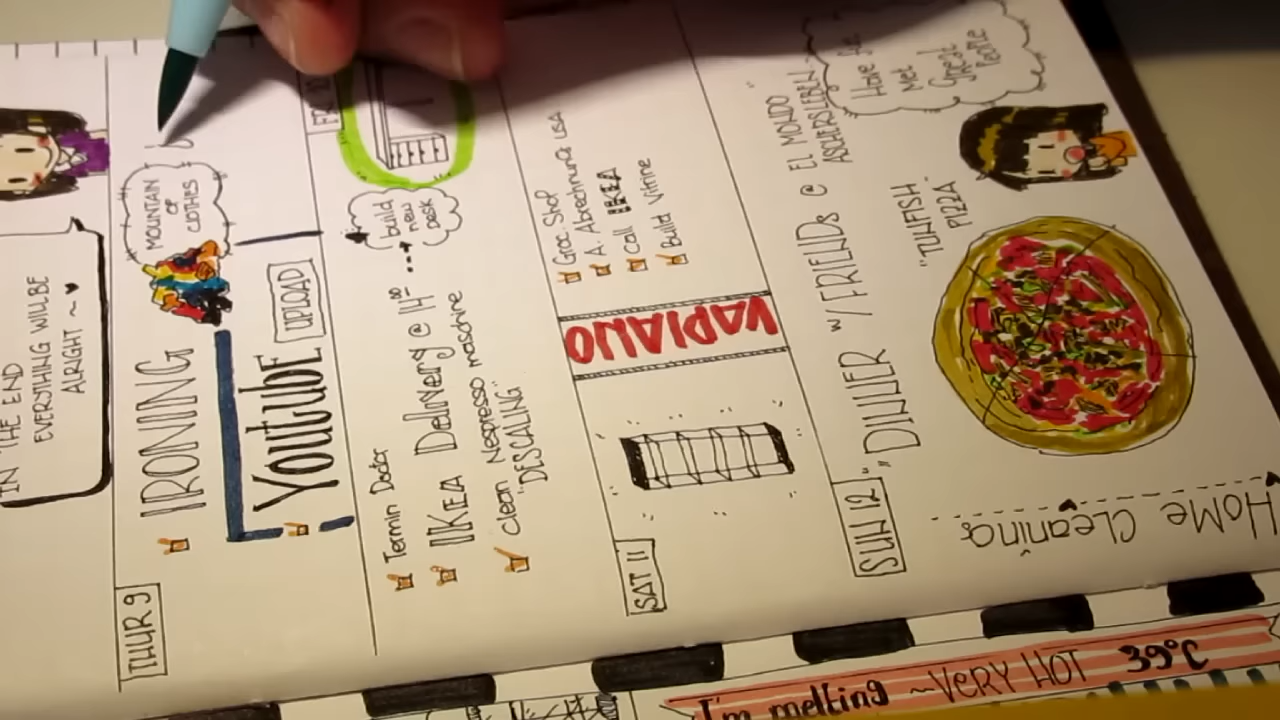 IN THE END
EVERYTHING WILL BE
ALRIGHT ~
THUR 9
IRONING
MOUNTAIN
OF
CLOTHES
YOUTUBE UPLOAD
Termin Doctor
IKEA Delivery @ 14°°
build
new
desk
Clean Nespresso maschine
"DESCALING"
SAT 11
VAPIANO
Groc. Shop
A. Abrechnung USA
Call IKEA
Build Vitrine
SUN 12
"DINNER w/ FRIENDS @ EL MONDO
ASCHERSLEBEN"
"TUNFISH
PIZZA"
Met
Great
People
HOME CLEANING
I'm melting ~VERY HOT 39°C